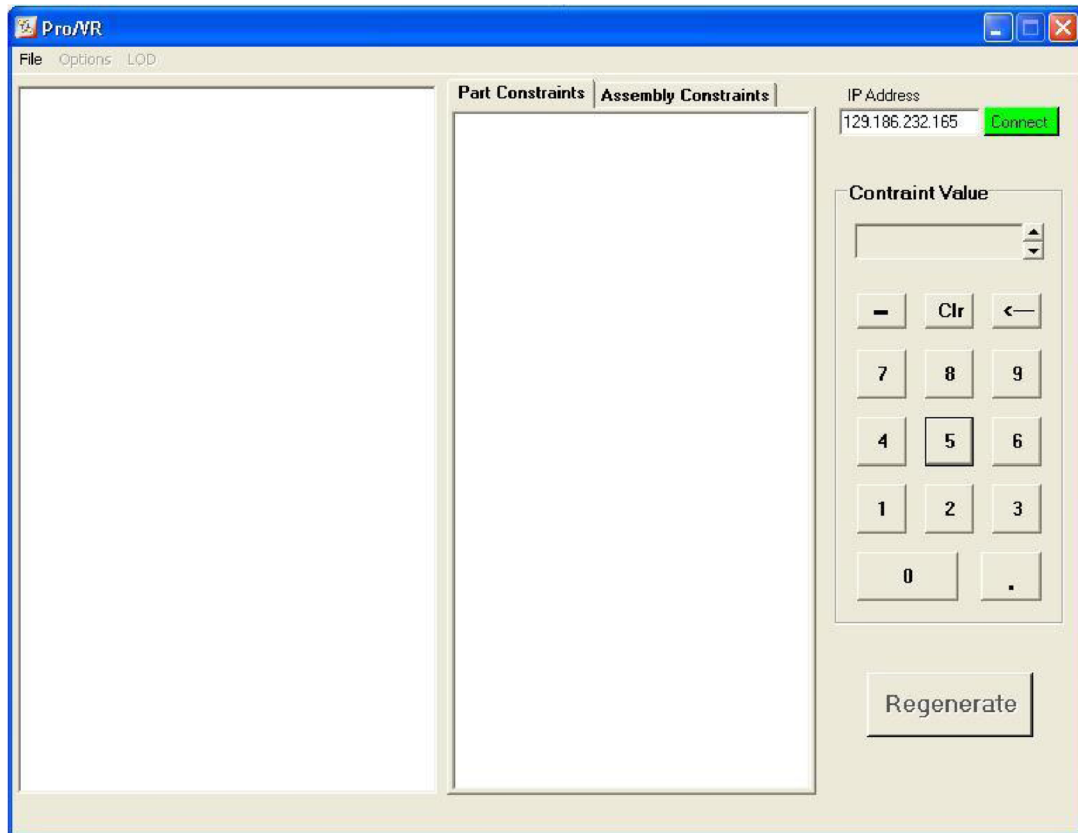 Pro/VR
File Options LOD
Part Constraints Assembly Constraints
IP Address
129.186.232.165 Connect
Contraint Value
- Clr <—
7 8 9
4 5 6
1 2 3
0 .
Regenerate